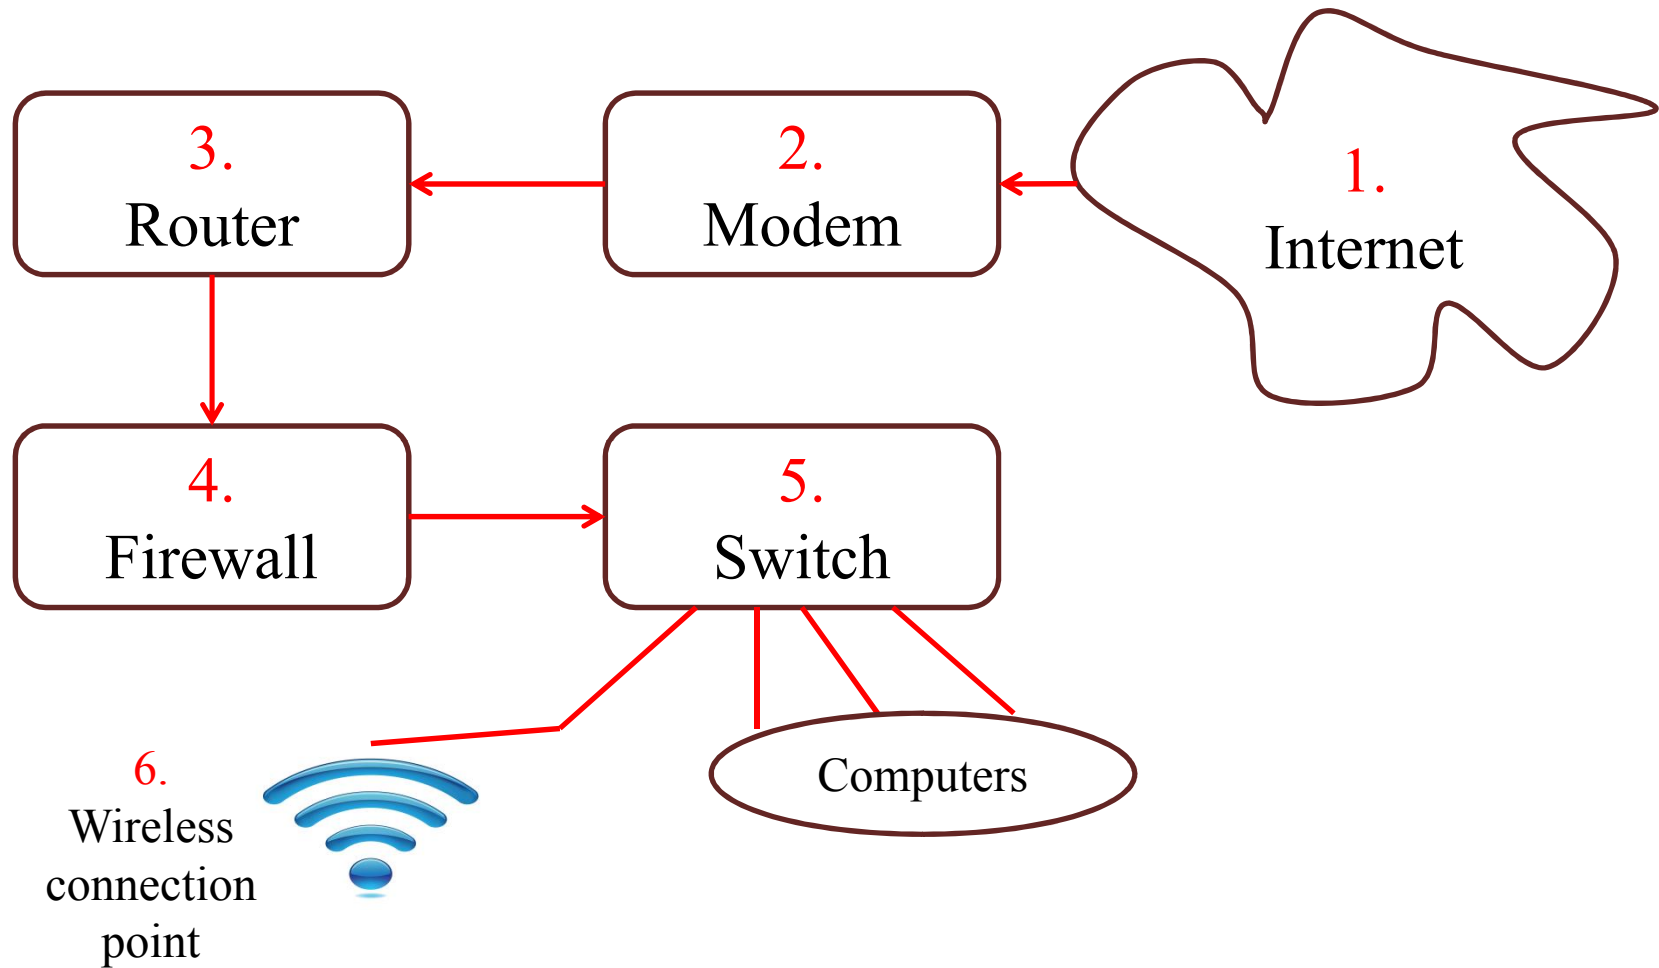 1.
Internet
2.
Modem
3.
Router
4.
Firewall
5.
Switch
6.
Wireless
connection
point
Computers